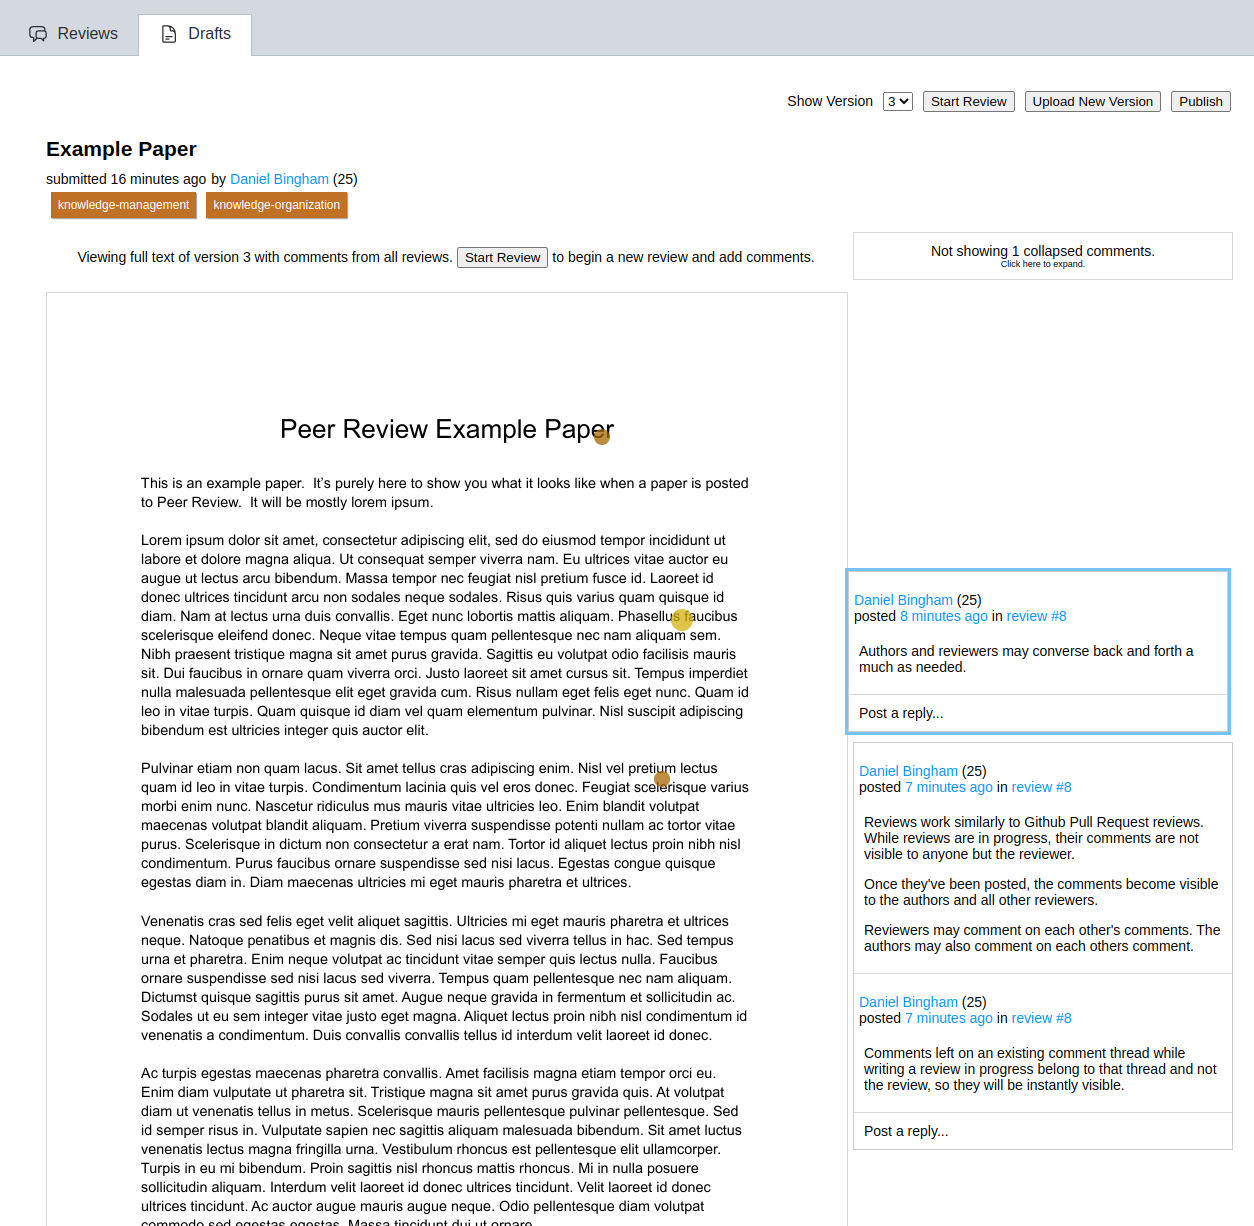 Reviews
Drafts
Show Version 3 Start Review Upload New Version Publish
Example Paper
submitted 16 minutes ago by Daniel Bingham (25)
knowledge-management knowledge-organization
Viewing full text of version 3 with comments from all reviews. Start Review to begin a new review and add comments.
Not showing 1 collapsed comments.
Click here to expand.
Peer Review Example Paper
This is an example paper.  It's purely here to show you what it looks like when a paper is posted
to Peer Review.  It will be mostly lorem ipsum.
Lorem ipsum dolor sit amet, consectetur adipiscing elit, sed do eiusmod tempor incididunt ut
labore et dolore magna aliqua. Ut consequat semper viverra nam. Eu ultrices vitae auctor eu
augue ut lectus arcu bibendum. Massa tempor nec feugiat nisl pretium fusce id. Laoreet id
donec ultrices tincidunt arcu non sodales neque sodales. Risus quis varius quam quisque id
diam. Nam at lectus urna duis convallis. Eget nunc lobortis mattis aliquam. Phasellus faucibus
scelerisque eleifend donec. Neque vitae tempus quam pellentesque nec nam aliquam sem.
Nibh praesent tristique magna sit amet purus gravida. Sagittis eu volutpat odio facilisis mauris
sit. Dui faucibus in ornare quam viverra orci. Justo laoreet sit amet cursus sit. Tempus imperdiet
nulla malesuada pellentesque elit eget gravida cum. Risus nullam eget felis eget nunc. Quam id
leo in vitae turpis. Quam quisque id diam vel quam elementum pulvinar. Nisl suscipit adipiscing
bibendum est ultricies integer quis auctor elit.
Pulvinar etiam non quam lacus. Sit amet tellus cras adipiscing enim. Nisl vel pretium lectus
quam id leo in vitae turpis. Condimentum lacinia quis vel eros donec. Feugiat scelerisque varius
morbi enim nunc. Nascetur ridiculus mus mauris vitae ultricies leo. Enim blandit volutpat
maecenas volutpat blandit aliquam. Pretium viverra suspendisse potenti nullam ac tortor vitae
purus. Scelerisque in dictum non consectetur a erat nam. Tortor id aliquet lectus proin nibh nisl
condimentum. Purus faucibus ornare suspendisse sed nisi lacus. Egestas congue quisque
egestas diam in. Diam maecenas ultricies mi eget mauris pharetra et ultrices.
Venenatis cras sed felis eget velit aliquet sagittis. Ultricies mi eget mauris pharetra et ultrices
neque. Natoque penatibus et magnis dis. Sed nisi lacus sed viverra tellus in hac. Sed tempus
urna et pharetra. Enim neque volutpat ac tincidunt vitae semper quis lectus nulla. Faucibus
ornare suspendisse sed nisi lacus sed viverra. Tempus quam pellentesque nec nam aliquam.
Dictumst quisque sagittis purus sit amet. Augue neque gravida in fermentum et sollicitudin ac.
Sodales ut eu sem integer vitae justo eget magna. Aliquet lectus proin nibh nisl condimentum id
venenatis a condimentum. Duis convallis convallis tellus id interdum velit laoreet id donec.
Ac turpis egestas maecenas pharetra convallis. Amet facilisis magna etiam tempor orci eu.
Enim diam vulputate ut pharetra sit. Tristique magna sit amet purus gravida quis. At volutpat
diam ut venenatis tellus in metus. Scelerisque mauris pellentesque pulvinar pellentesque. Sed
id semper risus in. Vulputate sapien nec sagittis aliquam malesuada bibendum. Sit amet luctus
venenatis lectus magna fringilla urna. Vestibulum rhoncus est pellentesque elit ullamcorper.
Turpis in eu mi bibendum. Proin sagittis nisl rhoncus mattis rhoncus. Mi in nulla posuere
sollicitudin aliquam. Interdum velit laoreet id donec ultrices tincidunt. Velit laoreet id donec
ultrices tincidunt. Ac auctor augue mauris augue neque. Odio pellentesque diam volutpat
commodo sed egestas egestas. Massa tincidunt dui ut ornare
Daniel Bingham (25)
posted 8 minutes ago in review #8
Authors and reviewers may converse back and forth a
much as needed.
Post a reply...
Daniel Bingham (25)
posted 7 minutes ago in review #8
Reviews work similarly to Github Pull Request reviews.
While reviews are in progress, their comments are not
visible to anyone but the reviewer.
Once they've been posted, the comments become visible
to the authors and all other reviewers.
Reviewers may comment on each other's comments. The
authors may also comment on each others comment.
Daniel Bingham (25)
posted 7 minutes ago in review #8
Comments left on an existing comment thread while
writing a review in progress belong to that thread and not
the review, so they will be instantly visible.
Post a reply...